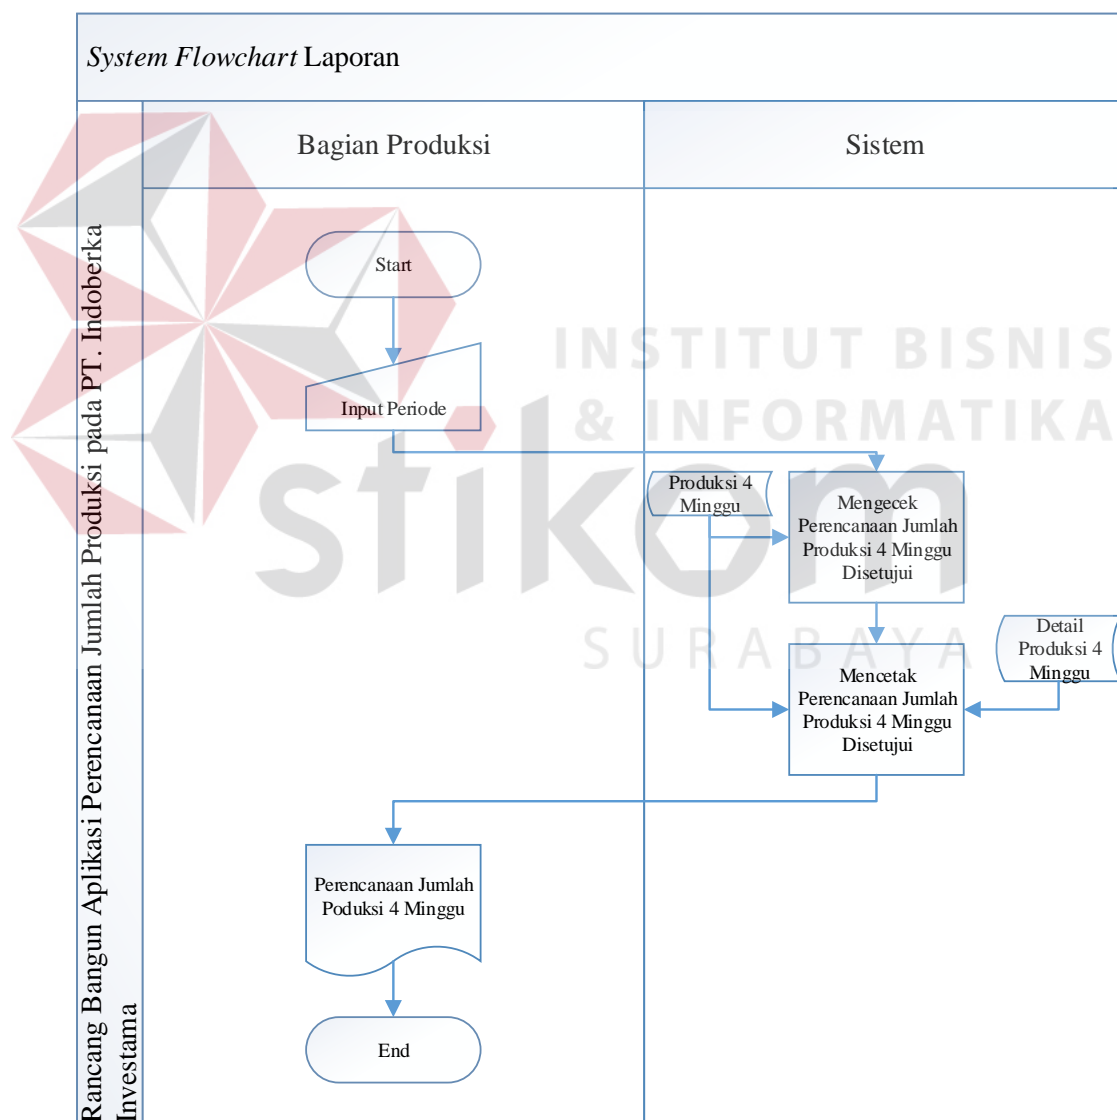 System Flowchart Laporan
Bagian Produksi
Sistem
Rancang Bangun Aplikasi Perencanaan Jumlah Produksi pada PT. Indoberka
Investama
Start
Input Periode
Produksi 4
Minggu
Mengecek
Perencanaan Jumlah
Produksi 4 Minggu
Disetujui
Detail
Produksi 4
Minggu
Mencetak
Perencanaan Jumlah
Produksi 4 Minggu
Disetujui
Perencanaan Jumlah
Poduksi 4 Minggu
End
INSTITUT BISNIS
& INFORMATIKA
stikom
SURABAYA